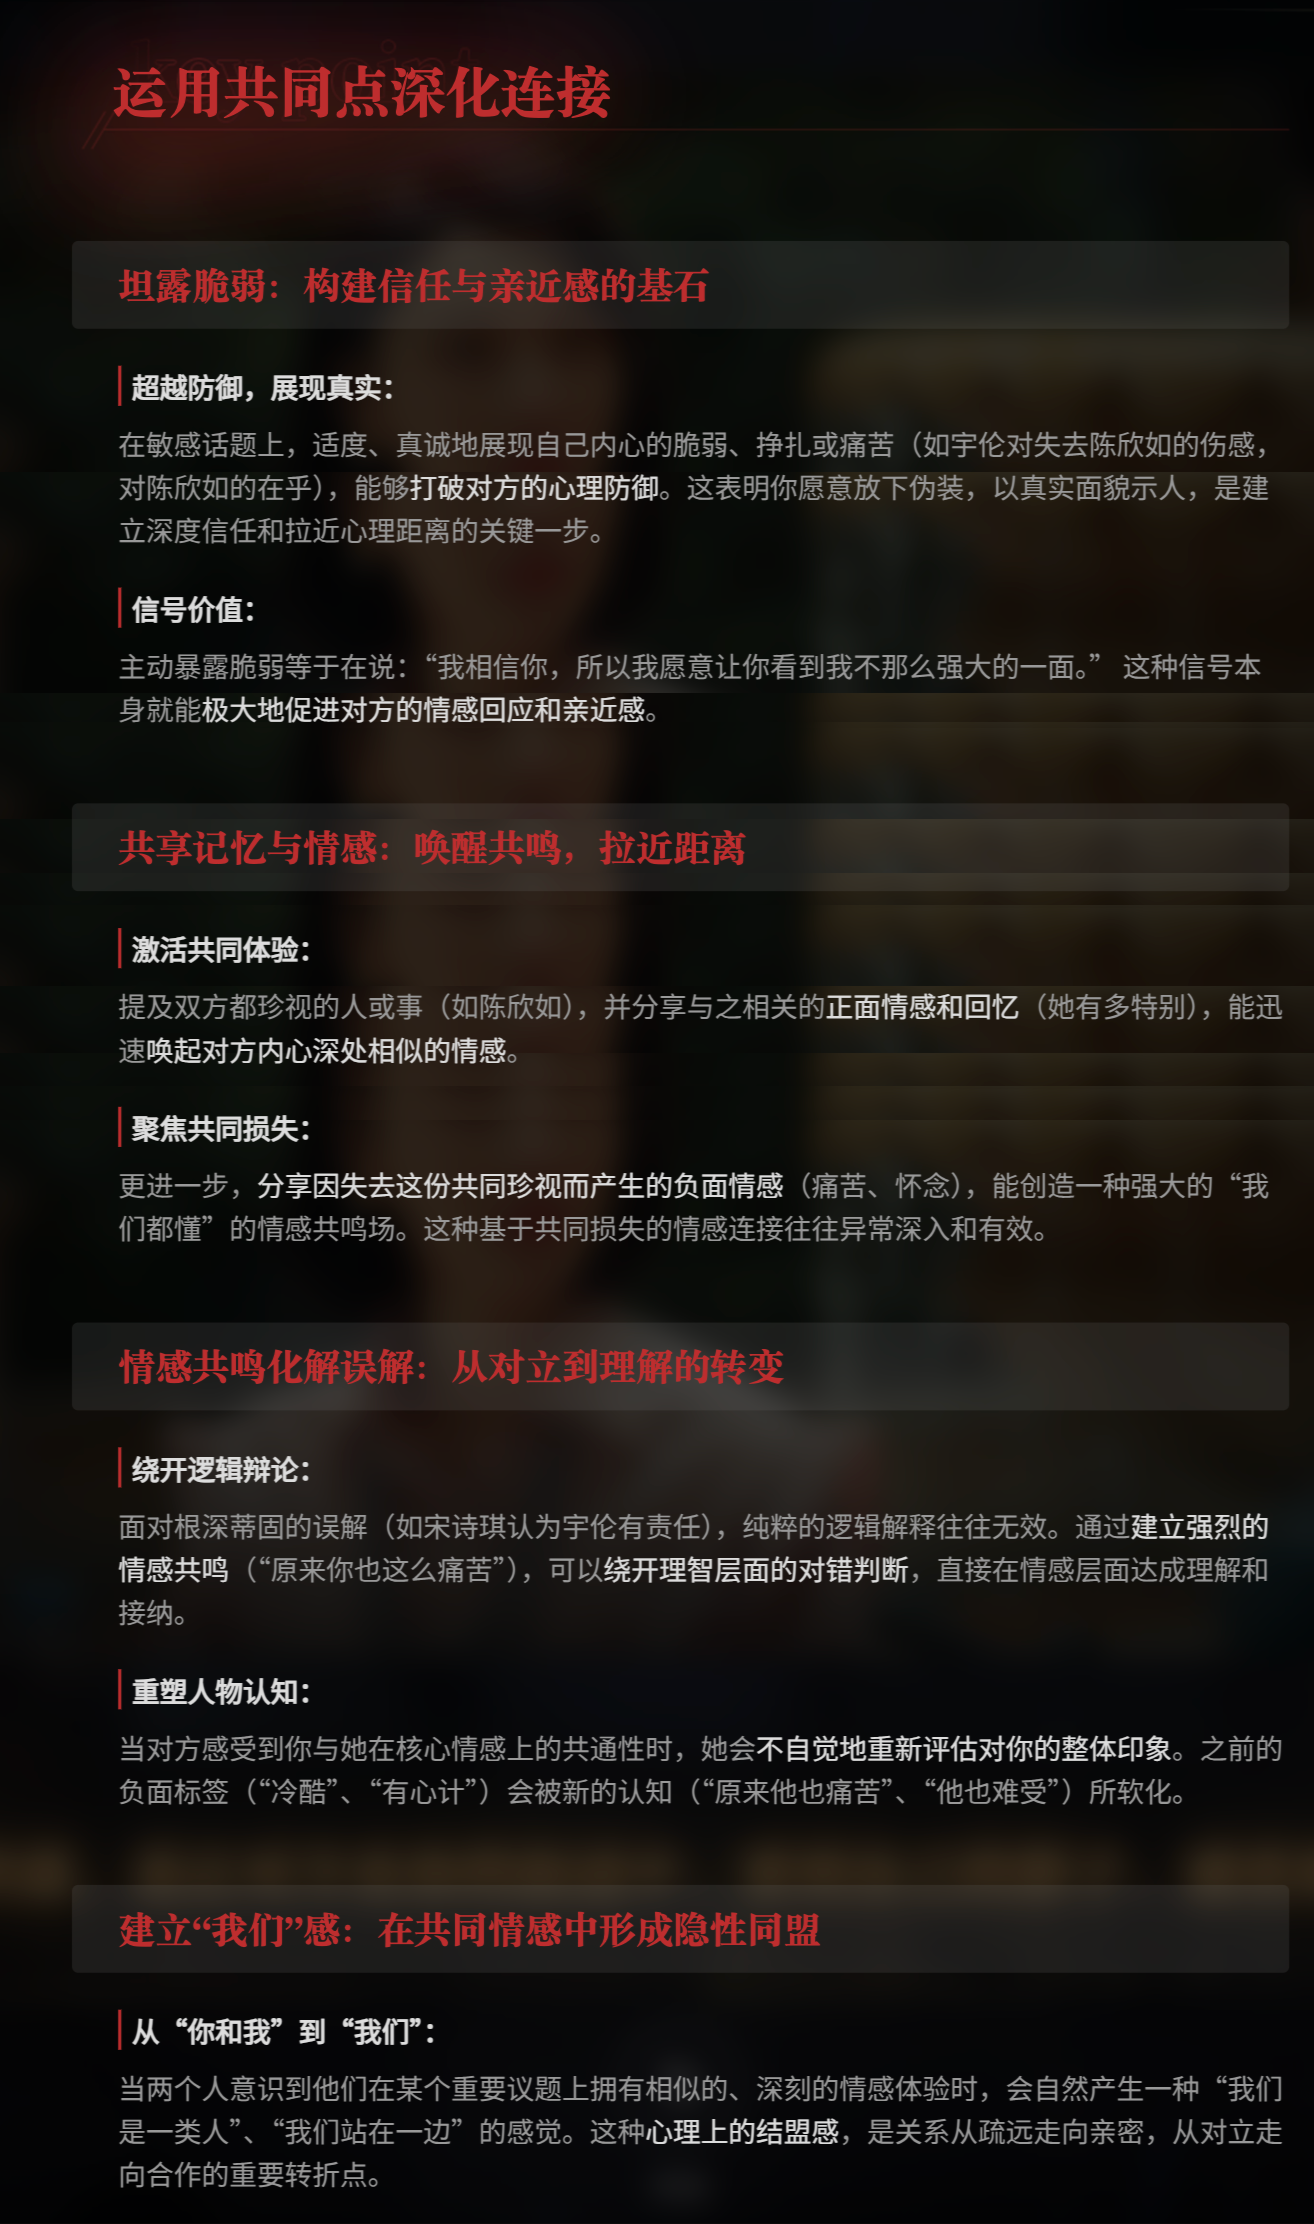 运用共同点深化连接
坦露脆弱：构建信任与亲近感的基石
超越防御，展现真实：
在敏感话题上，适度、真诚地展现自己内心的脆弱、挣扎或痛苦（如宇伦对失去陈欣如的伤感，
对陈欣如的在乎），能够打破对方的心理防御。这表明你愿意放下伪装，以真实面貌示人，是建
立深度信任和拉近心理距离的关键一步。
信号价值：
主动暴露脆弱等于在说：“我相信你，所以我愿意让你看到我不那么强大的一面。” 这种信号本
身就能极大地促进对方的情感回应和亲近感。
共享记忆与情感：唤醒共鸣，拉近距离
激活共同体验：
提及双方都珍视的人或事（如陈欣如），并分享与之相关的正面情感和回忆（她有多特别），能迅
速唤起对方内心深处相似的情感。
聚焦共同损失：
更进一步，分享因失去这份共同珍视而产生的负面情感（痛苦、怀念），能创造一种强大的“我
们都懂”的情感共鸣场。这种基于共同损失的情感连接往往异常深入和有效。
情感共鸣化解误解：从对立到理解的转变
绕开逻辑辩论：
面对根深蒂固的误解（如宋诗琪认为宇伦有责任），纯粹的逻辑解释往往无效。通过建立强烈的
情感共鸣（“原来你也这么痛苦”），可以绕开理智层面的对错判断，直接在情感层面达成理解和
接纳。
重塑人物认知：
当对方感受到你与她在核心情感上的共通性时，她会不自觉地重新评估对你的整体印象。之前的
负面标签（“冷酷”、“有心计”）会被新的认知（“原来他也痛苦”、“他也难受”）所软化。
建立“我们”感：在共同情感中形成隐性同盟
从“你和我”到“我们”：
当两个人意识到他们在某个重要议题上拥有相似的、深刻的情感体验时，会自然产生一种“我们
是一类人”、“我们站在一边”的感觉。这种心理上的结盟感，是关系从疏远走向亲密，从对立走
向合作的重要转折点。